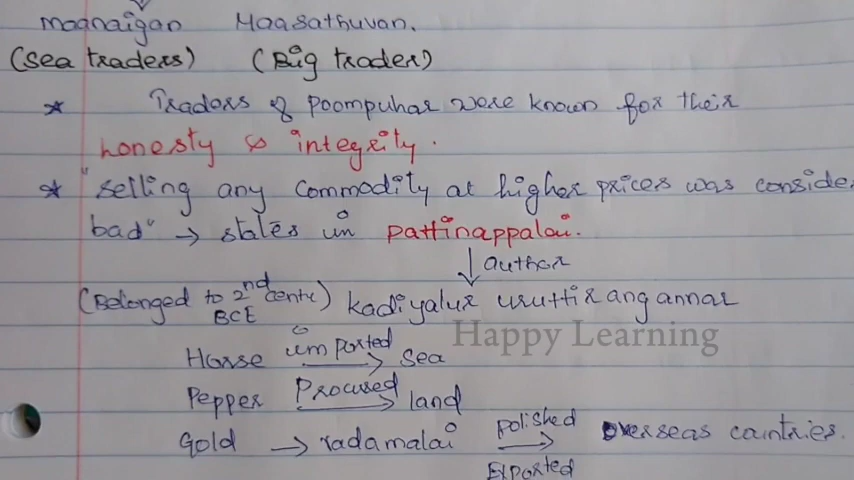 Maanaigan Maasathuvan.
(Sea traders) (Big trader)
* Traders of Poompuhar were known for their
honesty & integrity.
* "Selling any commodity at higher prices was conside
bad" → states in Pattinappalai.
↓ author
(Belonged to 2nd centu BCE) Kadiyalur Uruttirangannar
Happy Learning
Horse imported → Sea
Pepper Procured → land
Gold → Vadamalai polished → Overseas countries.
Exported